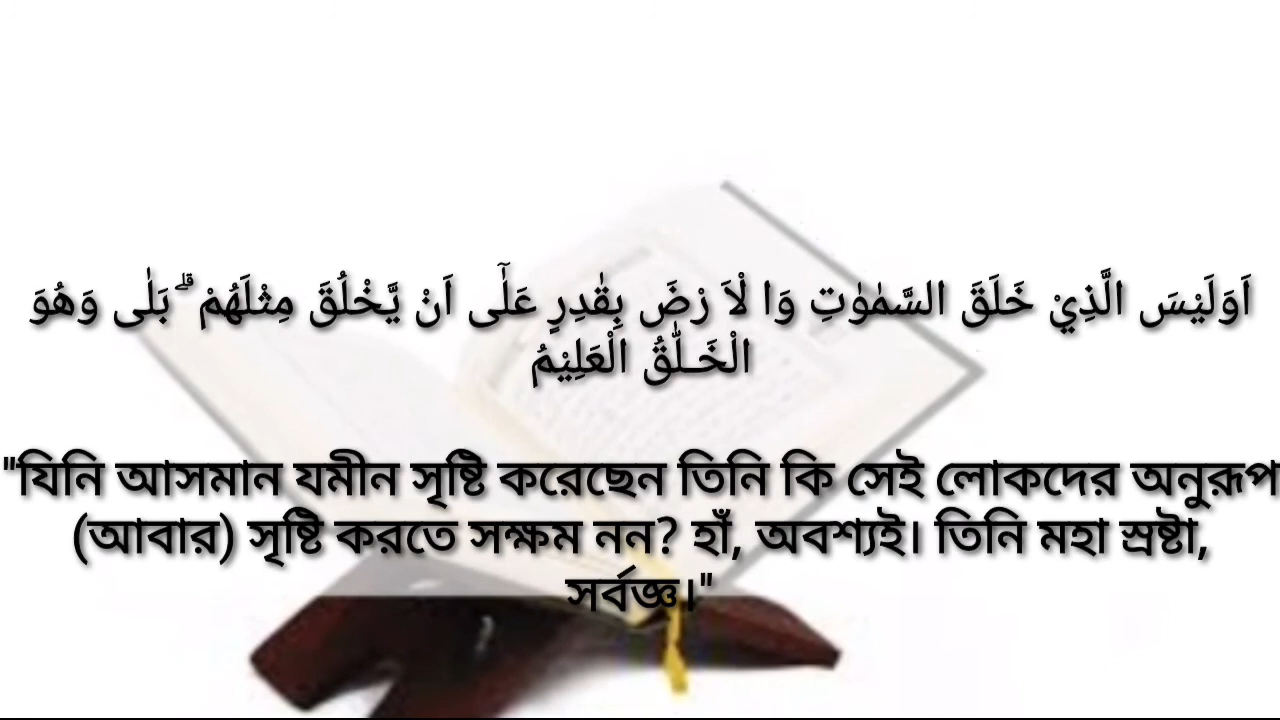 اَوَلَيْسَ الَّذِيْ خَلَقَ السَّمٰوٰتِ وَا لْاَ رْضَ بِقٰدِرٍ عَلٰۤى اَنْ يَّخْلُقَ مِثْلَهُمْ ۗ بَلٰى وَهُوَ
الْخَـلّٰقُ الْعَلِيْمُ
"যিনি আসমান যমীন সৃষ্টি করেছেন তিনি কি সেই লোকদের অনুরূপ
(আবার) সৃষ্টি করতে সক্ষম নন? হাঁ, অবশ্যই। তিনি মহা স্রষ্টা,
সর্বজ্ঞ।"